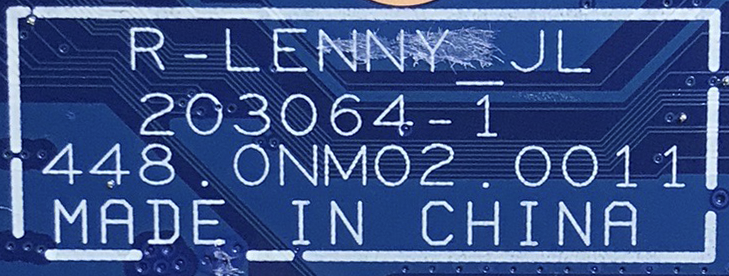 R-LENNY_JL
203064-1
448.0NM02.0011
MADE IN CHINA